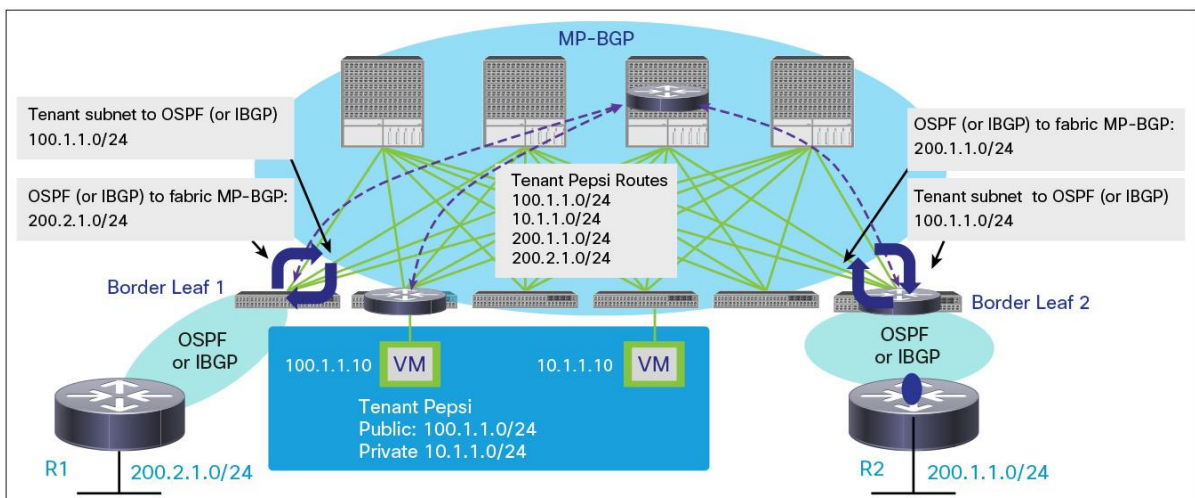 MP-BGP
Tenant subnet to OSPF (or IBGP)
100.1.1.0/24
OSPF (or IBGP) to fabric MP-BGP:
200.2.1.0/24
OSPF (or IBGP) to fabric MP-BGP:
200.1.1.0/24
Tenant subnet to OSPF (or IBGP)
100.1.1.0/24
Tenant Pepsi Routes
100.1.1.0/24
10.1.1.0/24
200.1.1.0/24
200.2.1.0/24
Border Leaf 1
Border Leaf 2
OSPF
or IBGP
OSPF
or IBGP
100.1.1.10
VM
10.1.1.10
VM
Tenant Pepsi
Public: 100.1.1.0/24
Private 10.1.1.0/24
R1
200.2.1.0/24
R2
200.1.1.0/24